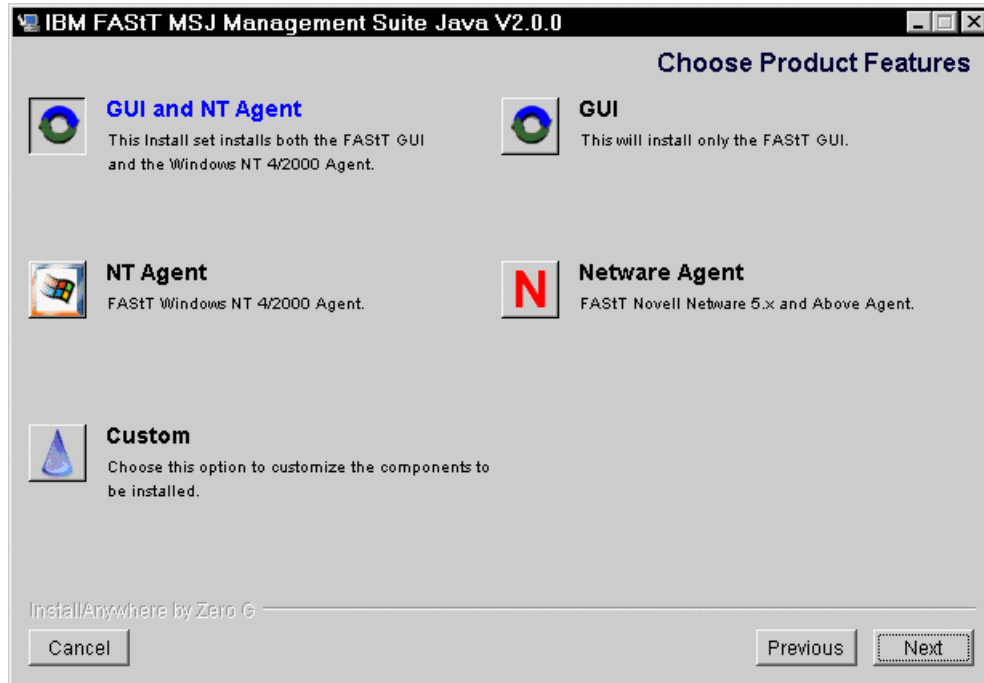 IBM FAStT MSJ Management Suite Java V2.0.0
Choose Product Features
GUI and NT Agent
This Install set installs both the FAStT GUI
and the Windows NT 4/2000 Agent.
GUI
This will install only the FAStT GUI.
NT Agent
FAStT Windows NT 4/2000 Agent.
N
Netware Agent
FAStT Novell Netware 5.x and Above Agent.
Custom
Choose this option to customize the components to
be installed.
InstallAnywhere by Zero G
Cancel
Previous
Next